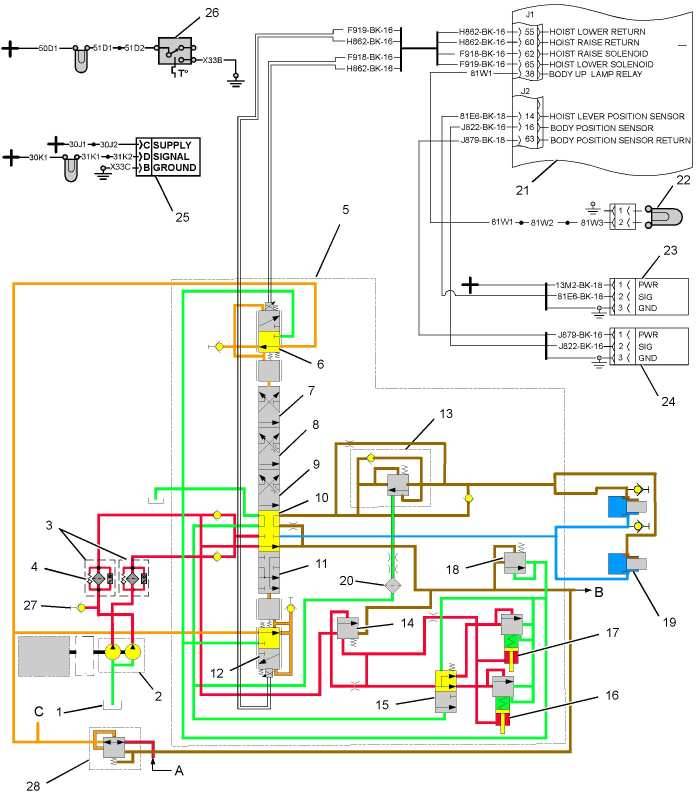 26
50D1
51D1
51D2
X33B
T°
30J1
30J2
C SUPPLY
30K1
31K1
31K2
D SIGNAL
X33C
B GROUND
25
F919-BK-16
H862-BK-16
F918-BK-16
H862-BK-16
J1
H862-BK-16 55 HOIST LOWER RETURN
H862-BK-16 60 HOIST RAISE RETURN
F918-BK-16 62 HOIST RAISE SOLENOID
F919-BK-16 65 HOIST LOWER SOLENOID
81W1 38 BODY UP LAMP RELAY
J2
81E6-BK-18 14 HOIST LEVER POSITION SENSOR
J822-BK-16 16 BODY POSITION SENSOR
J879-BK-18 63 BODY POSITION SENSOR RETURN
21
22
81W1
81W2
81W3
1
2
23
13M2-BK-18 1 PWR
81E6-BK-18 2 SIG
3 GND
J879-BK-16 1 PWR
J822-BK-16 2 SIG
3 GND
24
5
6
7
8
9
10
11
12
13
3
4
27
1
2
20
14
18
B
19
17
16
15
C
A
28